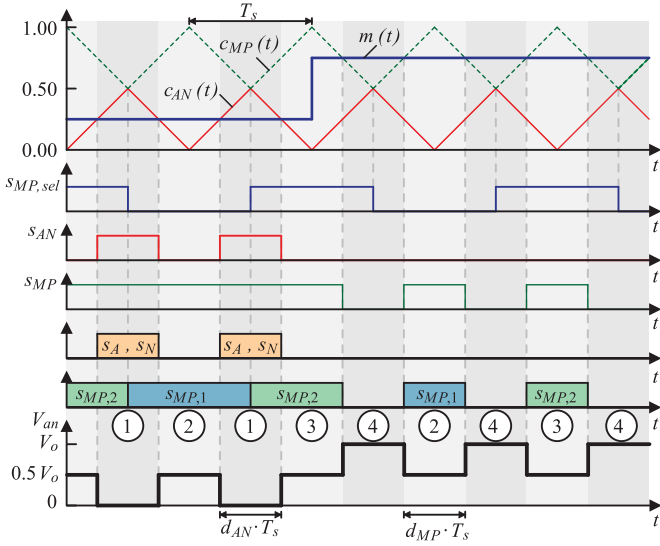 T_s
1.00
c_MP(t)
m(t)
0.50
c_AN(t)
0.00
t
s_MP,sel
t
s_AN
t
s_MP
t
s_A , s_N
s_A , s_N
t
s_MP,2
s_MP,1
s_MP,2
s_MP,1
s_MP,2
t
V_an
1
2
1
3
4
2
4
3
4
V_o
0.5V_o
0
t
d_AN·T_s
d_MP·T_s